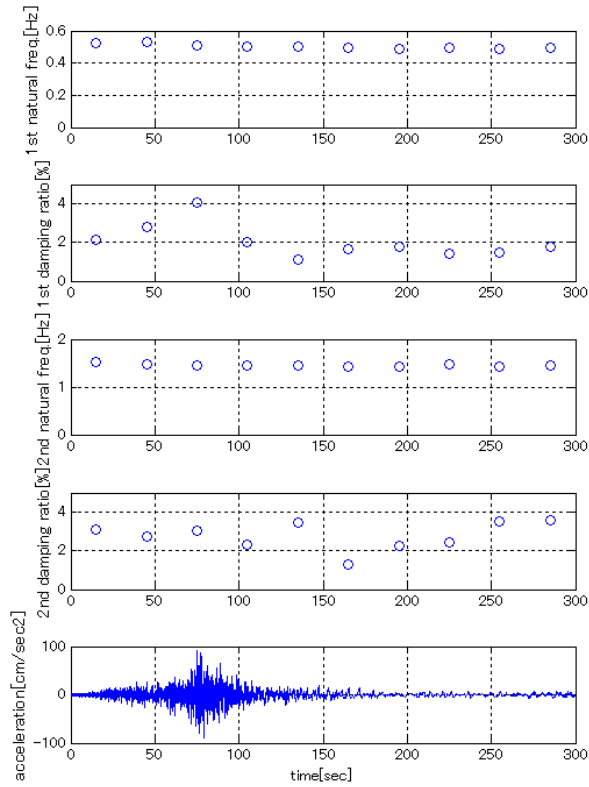 1st natural freq.[Hz]
0.6
0.4
0.2
0
0 50 100 150 200 250 300
1st damping ratio[%]
4
2
0
0 50 100 150 200 250 300
2nd natural freq.[Hz]
2
1
0
0 50 100 150 200 250 300
2nd damping ratio[%]
4
2
0
0 50 100 150 200 250 300
acceleration[cm/sec2]
100
0
-100
0 50 100 150 200 250 300
time[sec]